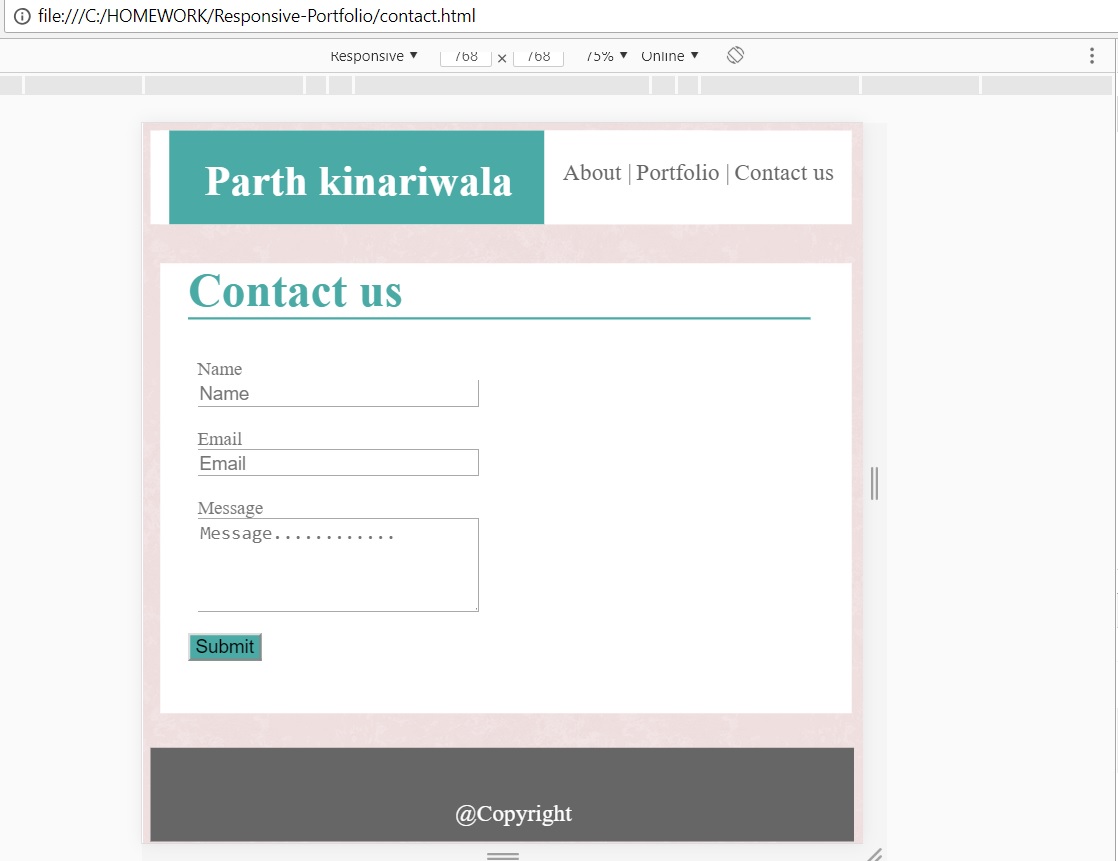 file:///C:/HOMEWORK/Responsive-Portfolio/contact.html
Responsive ▼ 768 × 768 75% ▼ Online ▼
Parth kinariwala
About | Portfolio | Contact us
Contact us
Name
Name
Email
Email
Message
Message............
Submit
@Copyright